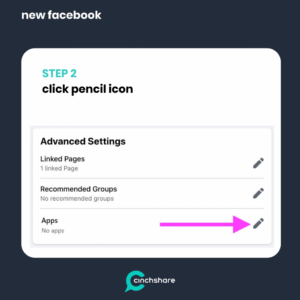 new facebook
STEP 2
click pencil icon
Advanced Settings
Linked Pages
1 linked Page
Recommended Groups
No recommended groups
Apps
No apps
cinchshare